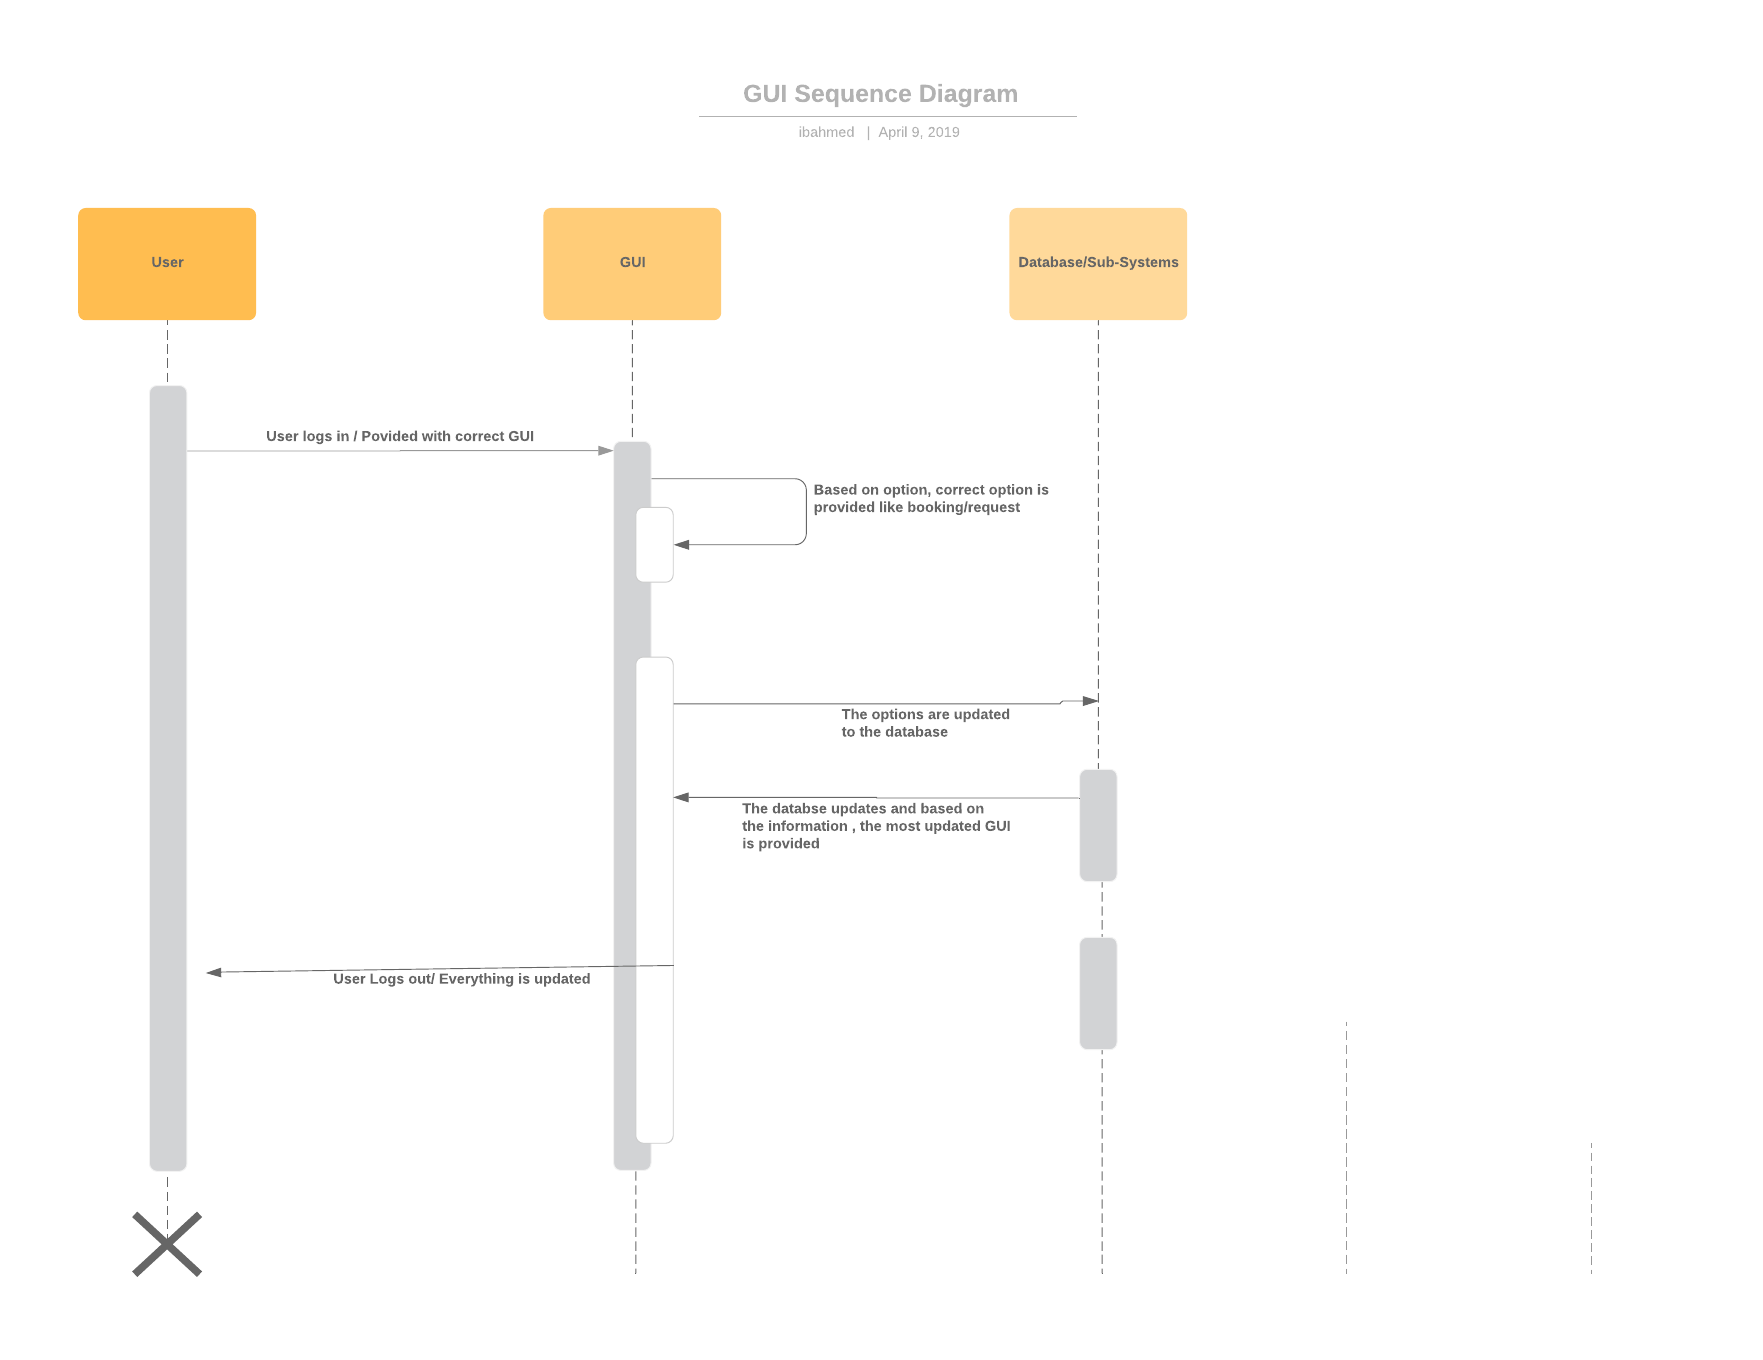 GUI Sequence Diagram
ibahmed | April 9, 2019
User
GUI
Database/Sub-Systems
User logs in / Povided with correct GUI
Based on option, correct option is
provided like booking/request
The options are updated
to the database
The databse updates and based on
the information , the most updated GUI
is provided
User Logs out/ Everything is updated